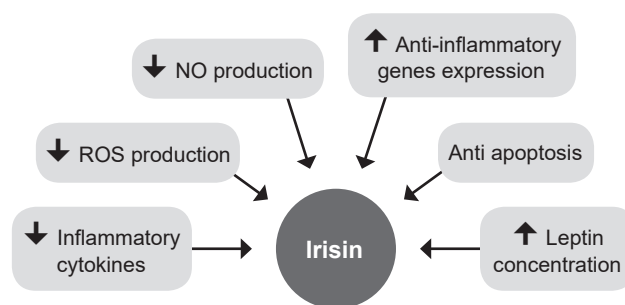 ↑ Anti-inflammatory
genes expression
↓ NO production
↓ ROS production
Anti apoptosis
↓ Inflammatory
cytokines
Irisin
↑ Leptin
concentration